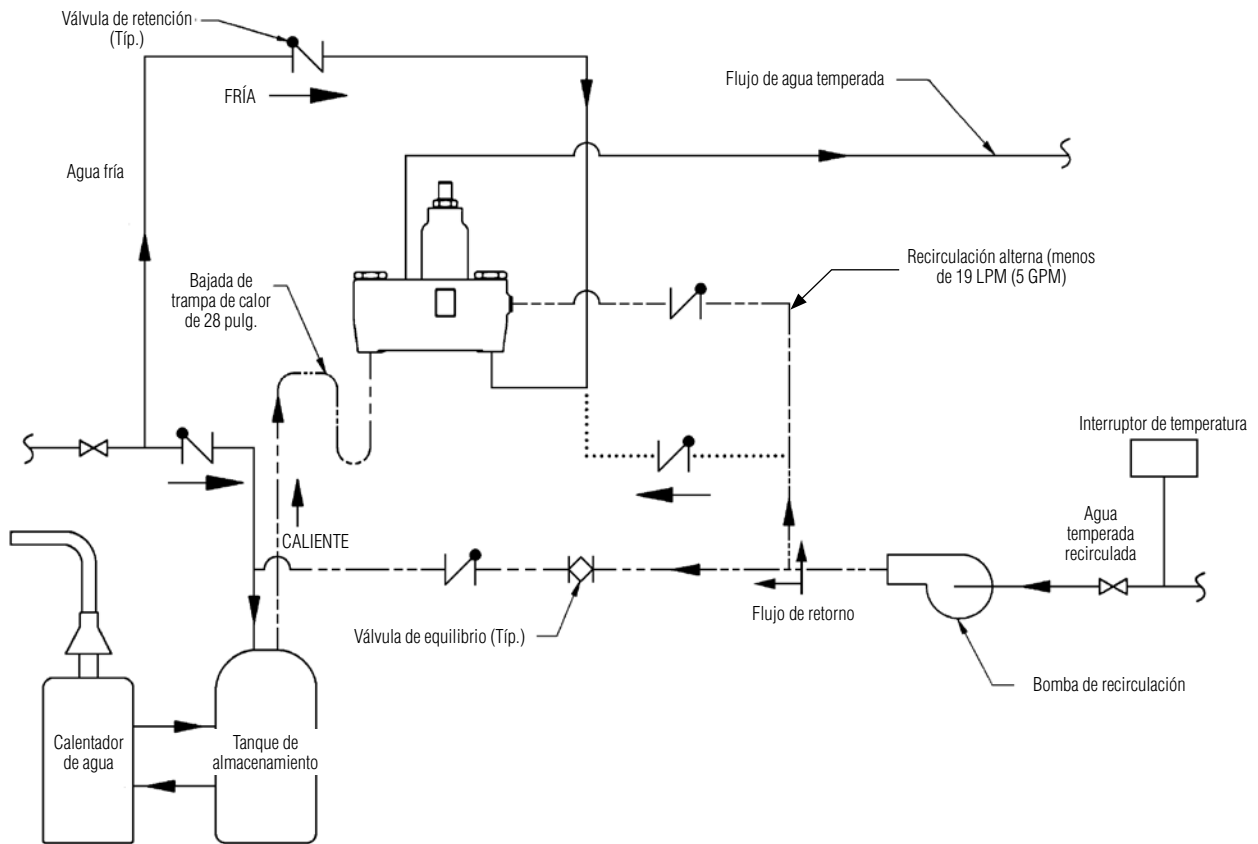 Válvula de retención
(Típ.)
FRÍA
Flujo de agua temperada
Agua fría
Bajada de
trampa de calor
de 28 pulg.
Recirculación alterna (menos
de 19 LPM (5 GPM)
Interruptor de temperatura
CALIENTE
Agua
temperada
recirculada
Flujo de retorno
Válvula de equilibrio (Típ.)
Bomba de recirculación
Calentador
de agua
Tanque de
almacenamiento